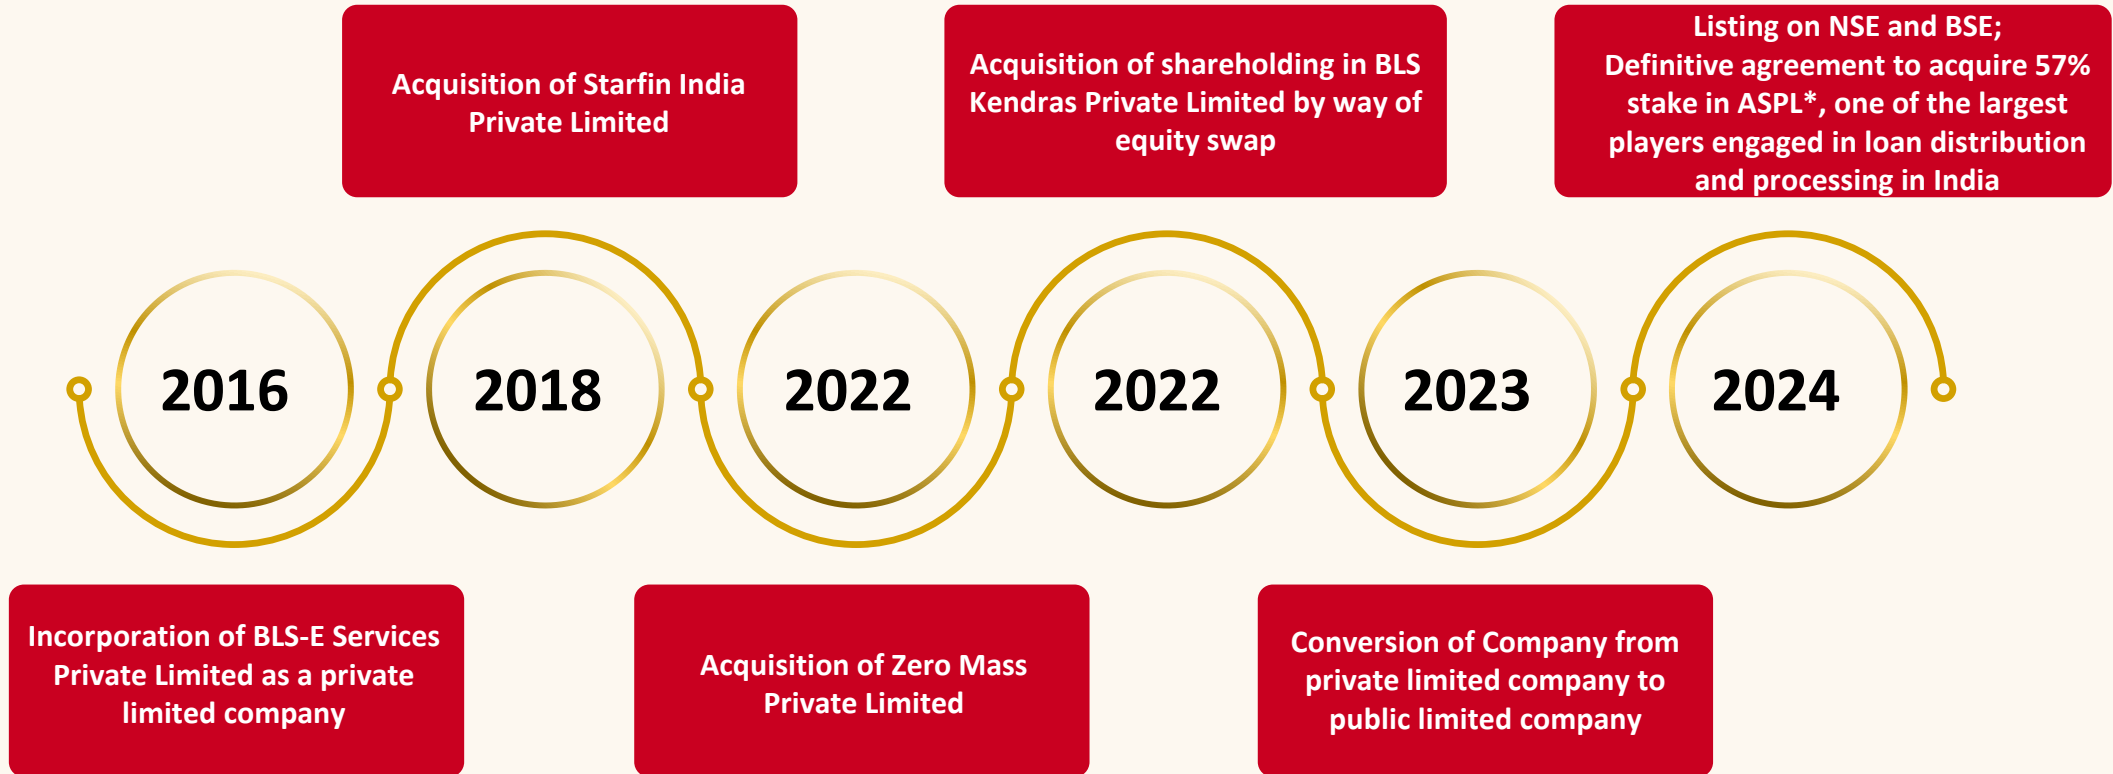 Acquisition of Starfin India
Private Limited
Acquisition of shareholding in BLS
Kendras Private Limited by way of
equity swap
Listing on NSE and BSE;
Definitive agreement to acquire 57%
stake in ASPL*, one of the largest
players engaged in loan distribution
and processing in India
2016
2018
2022
2022
2023
2024
Incorporation of BLS-E Services
Private Limited as a private
limited company
Acquisition of Zero Mass
Private Limited
Conversion of Company from
private limited company to
public limited company